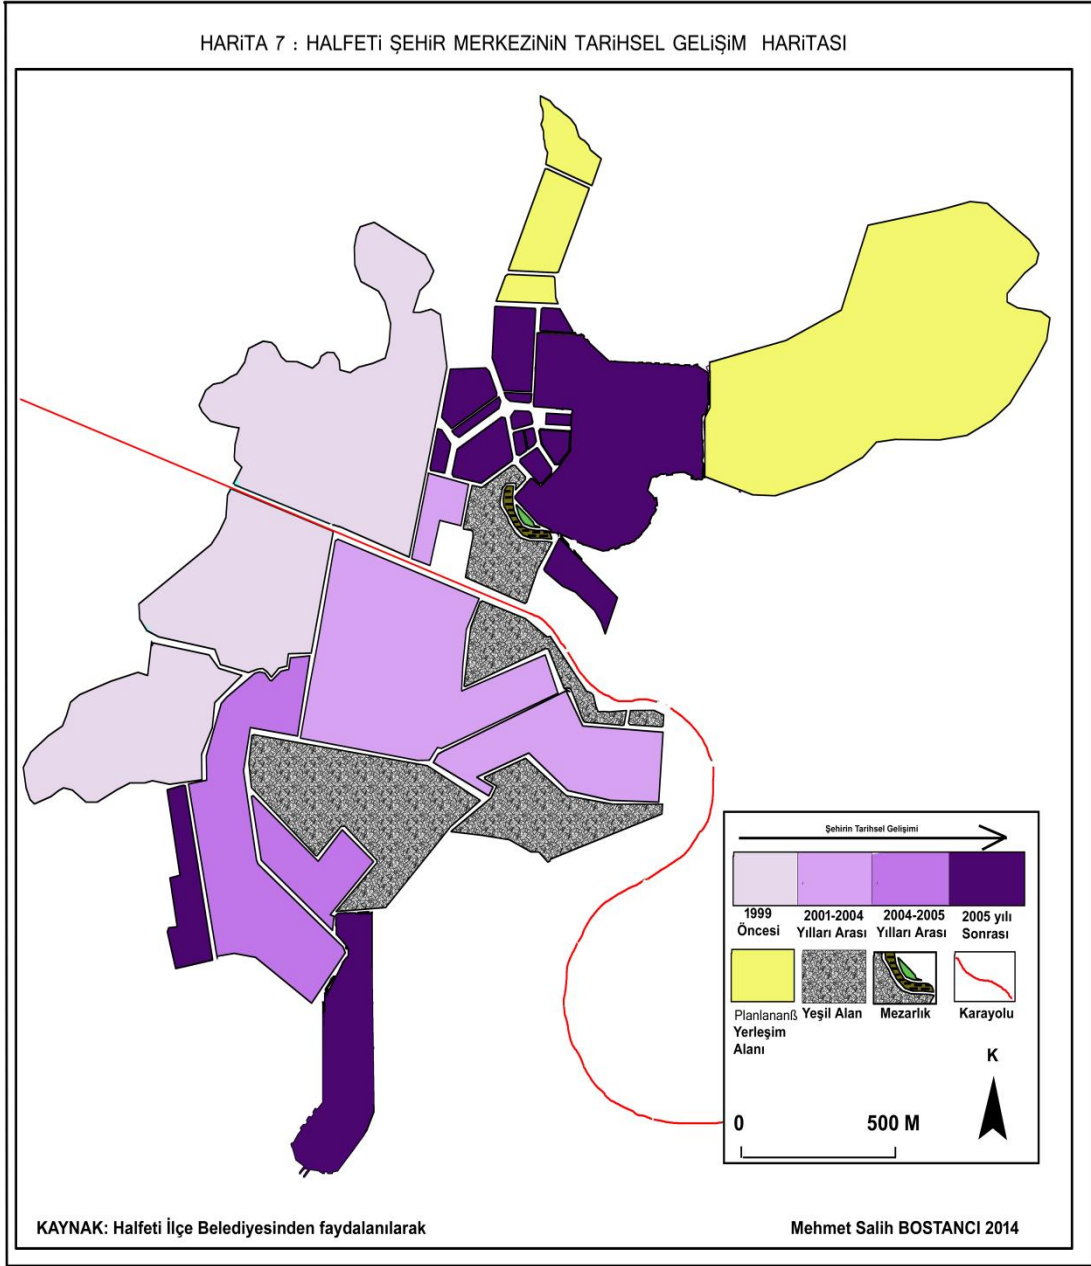 HARiTA 7 : HALFETi ŞEHiR MERKEZiNiN TARiHSEL GELiŞiM HARiTASI
Şehirin Tarihsel Gelişimi
1999 Öncesi
2001-2004 Yılları Arası
2004-2005 Yılları Arası
2005 yılı Sonrası
Planlananß Yerleşim Alanı
Yeşil Alan
Mezarlık
Karayolu
K
0 500 M
KAYNAK: Halfeti İlçe Belediyesinden faydalanılarak
Mehmet Salih BOSTANCI 2014